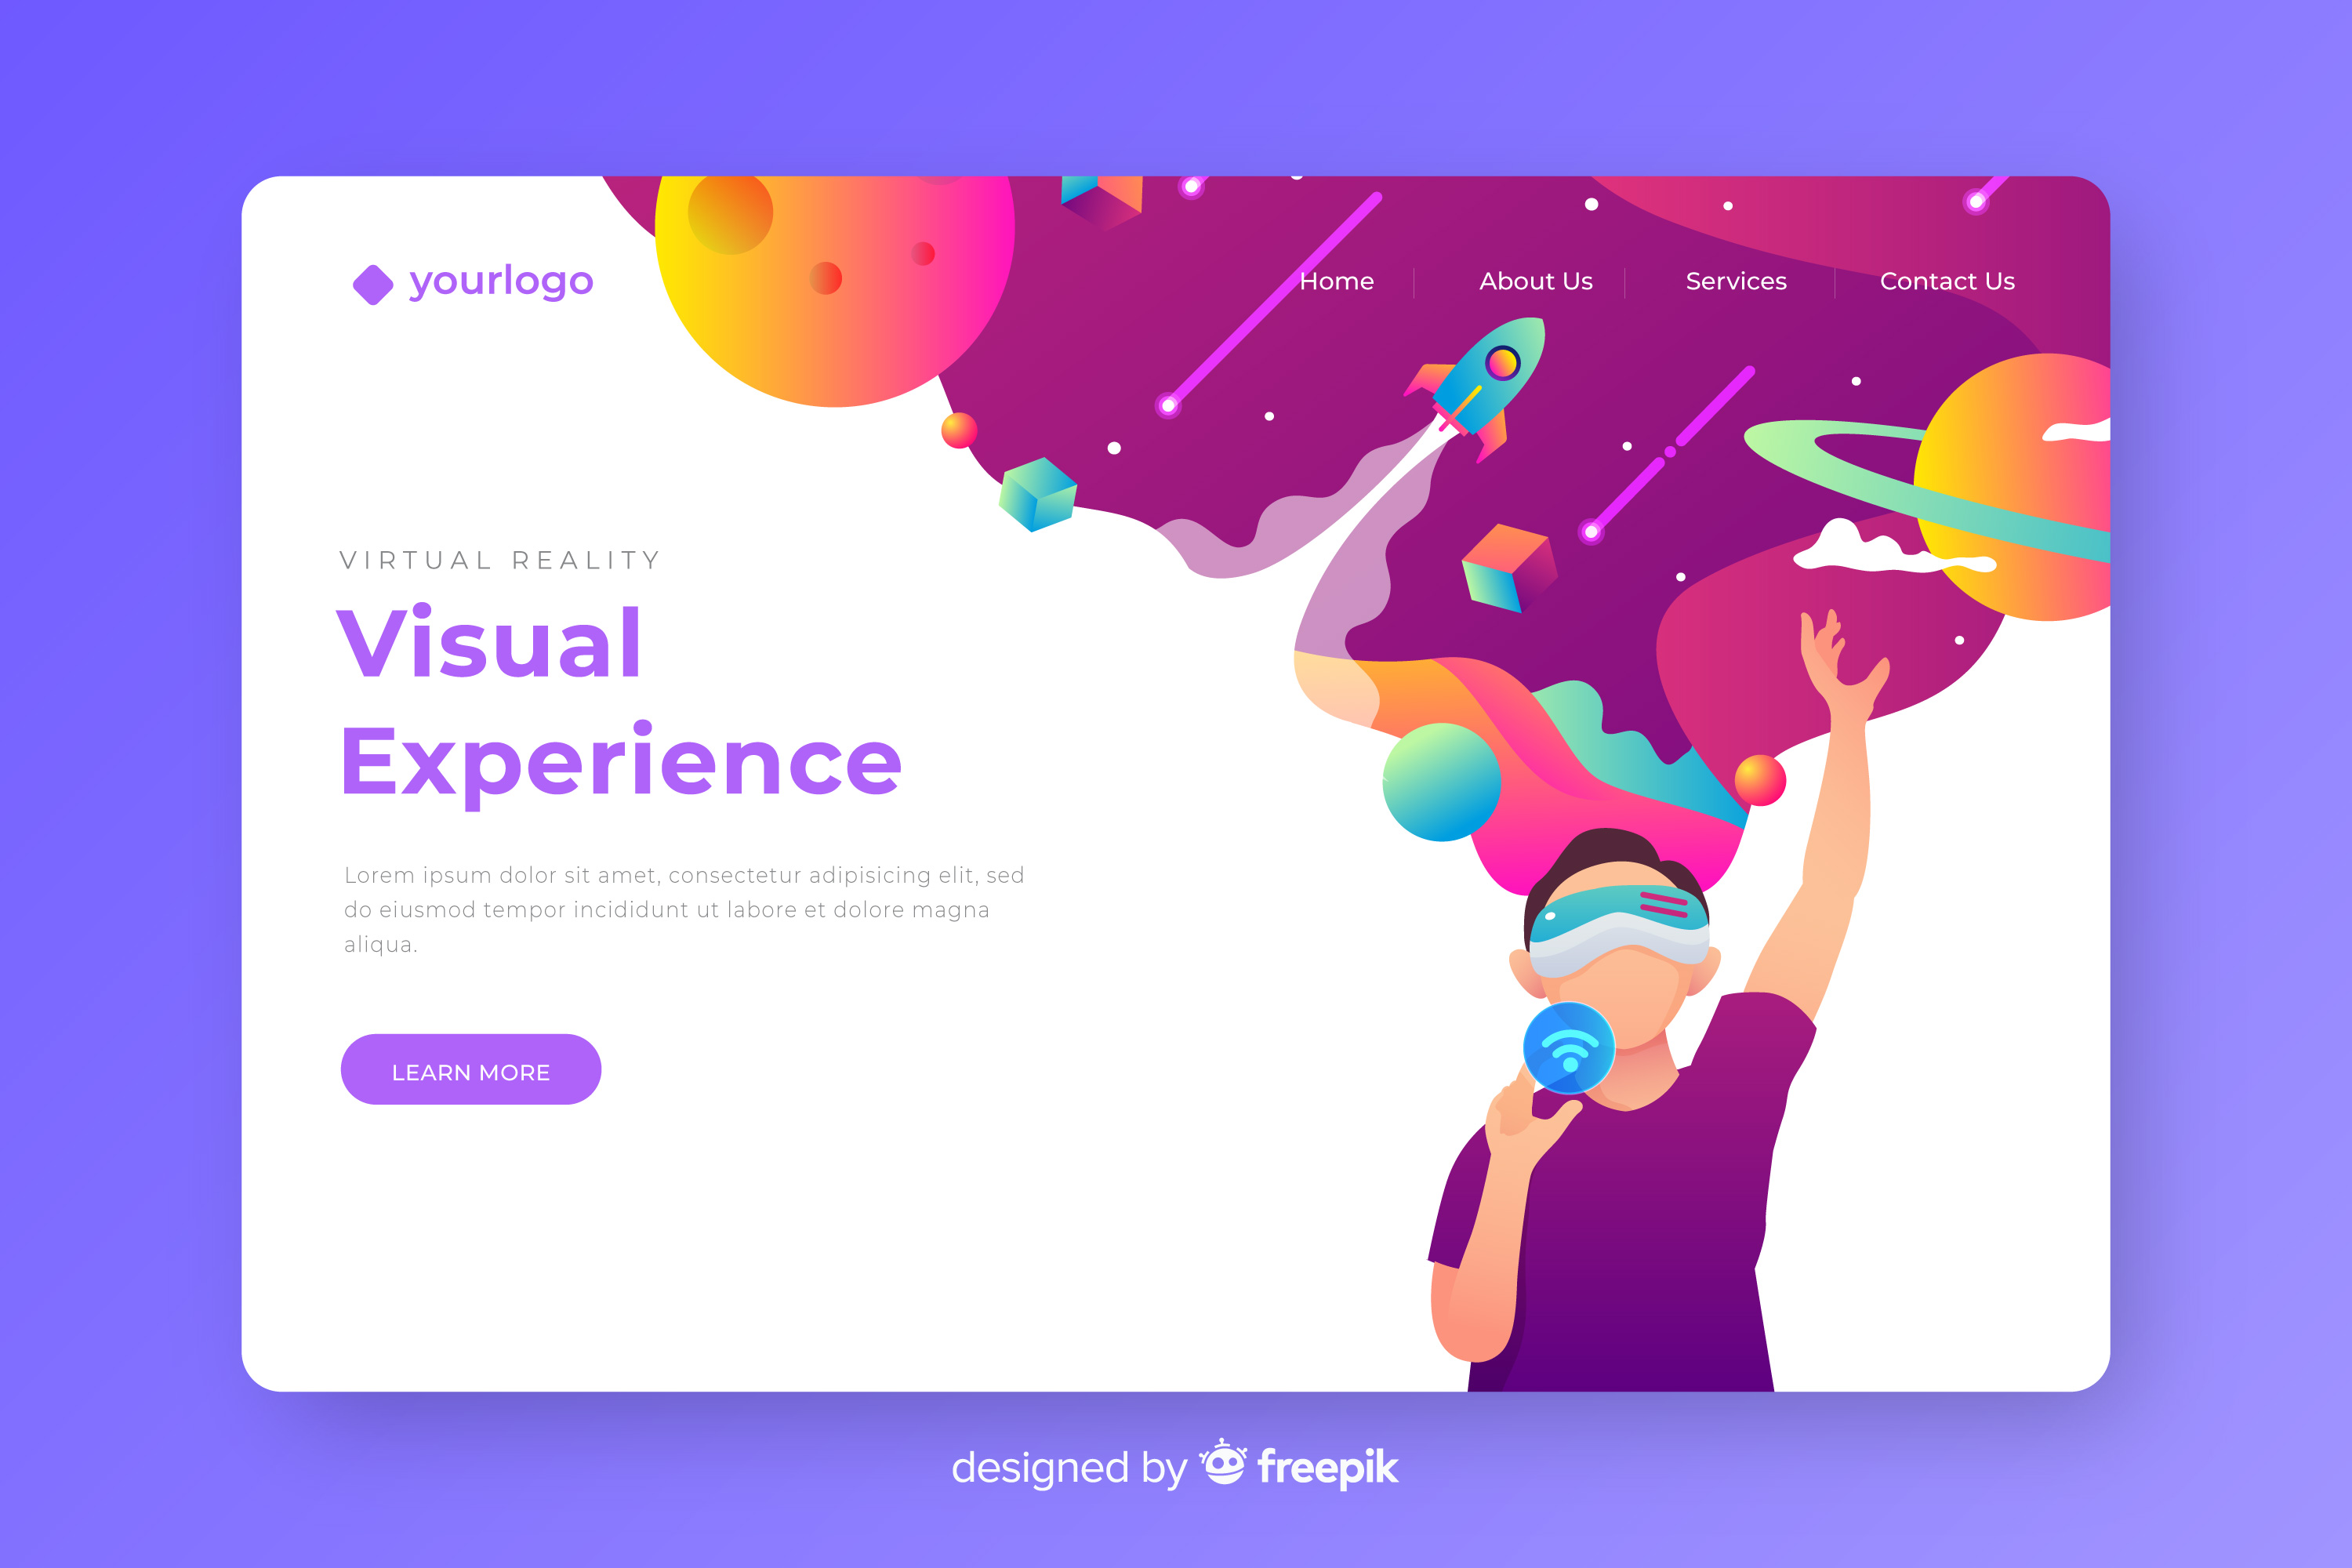 yourlogo
Home About Us Services Contact Us
VIRTUAL REALITY
Visual
Experience
Lorem ipsum dolor sit amet, consectetur adipisicing elit, sed
do eiusmod tempor incididunt ut labore et dolore magna
aliqua.
LEARN MORE
designed by freepik